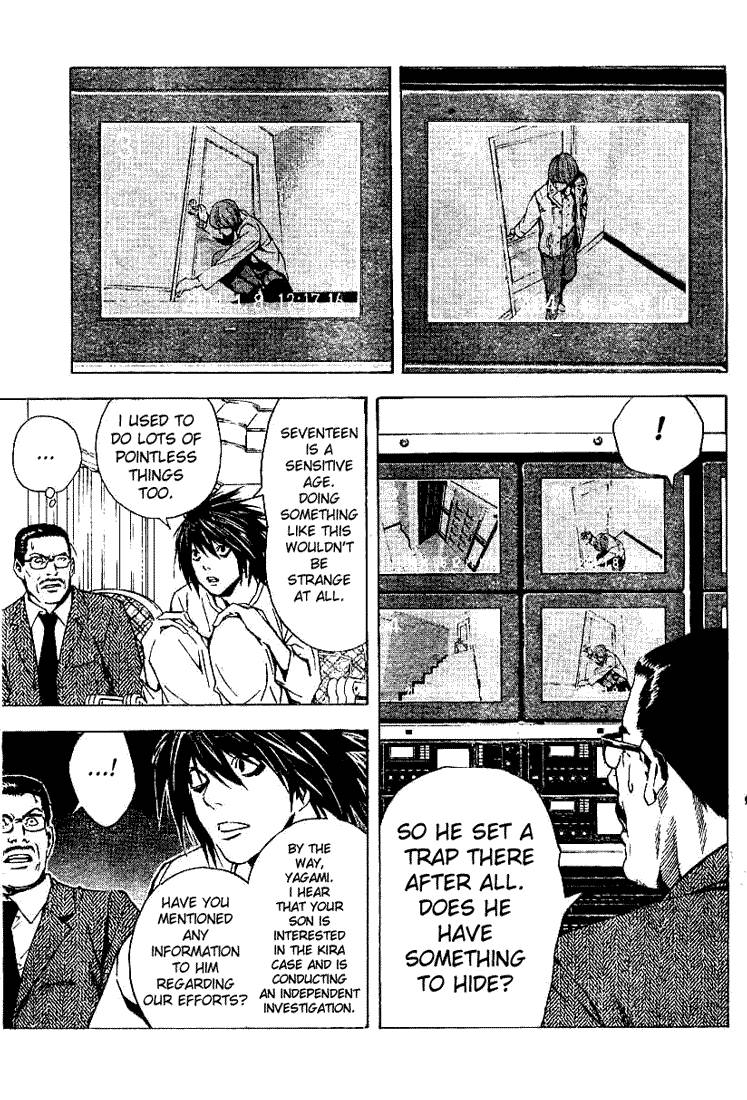 !
SO HE SET A
TRAP THERE
AFTER ALL.
DOES HE
HAVE
SOMETHING
TO HIDE?
SEVENTEEN
IS A
SENSITIVE
AGE.
DOING
SOMETHING
LIKE THIS
WOULDN'T
BE
STRANGE
AT ALL.
I USED TO
DO LOTS OF
POINTLESS
THINGS
TOO.
...
BY THE
WAY,
YAGAMI.
I HEAR
THAT YOUR
SON IS
INTERESTED
IN THE KIRA
CASE AND IS
CONDUCTING
AN INDEPENDENT
INVESTIGATION.
HAVE YOU
MENTIONED
ANY
INFORMATION
TO HIM
REGARDING
OUR EFFORTS?
...!